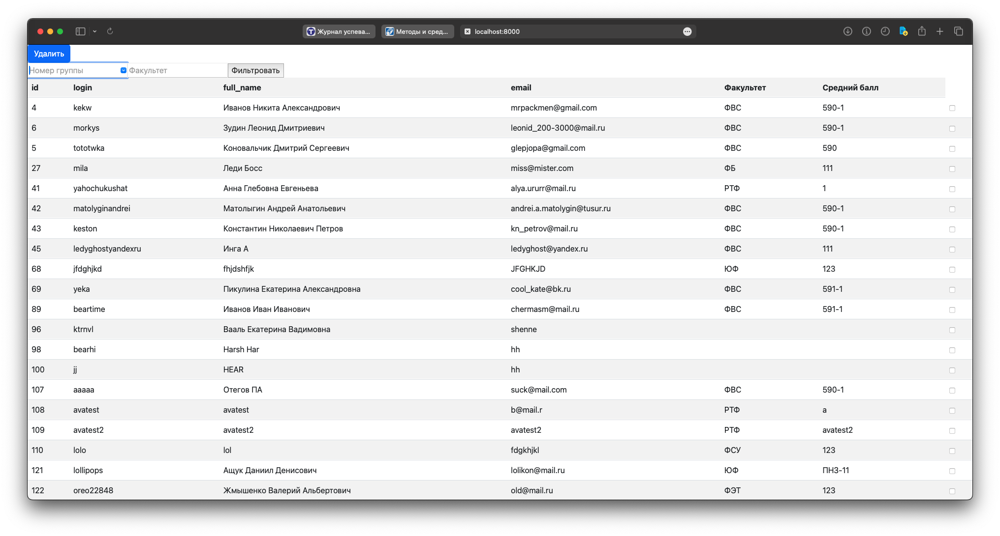 Журнал успева... Методы и сред... localhost:8000
Удалить
Номер группы Факультет Фильтровать
id login full_name email Факультет Средний балл
4 kekw Иванов Никита Александрович mrpackmen@gmail.com ФВС 590-1
6 morkys Зудин Леонид Дмитриевич leonid_200-3000@mail.ru ФВС 590-1
5 tototwka Коновальчик Дмитрий Сергеевич glepjopa@gmail.com ФВС 590
27 mila Леди Босс miss@mister.com ФБ 111
41 yahochukushat Анна Глебовна Евгеньева alya.ururr@mail.ru РТФ 1
42 matolyginandrei Матолыгин Андрей Анатольевич andrei.a.matolygin@tusur.ru ФВС 590-1
43 keston Константин Николаевич Петров kn_petrov@mail.ru ФВС 590-1
45 ledyghostyandexru Инга А ledyghost@yandex.ru ФВС 111
68 jfdghjkd fhjdshfjk JFGHKJD ЮФ 123
69 yeka Пикулина Екатерина Александровна cool_kate@bk.ru ФВС 591-1
89 beartime Иванов Иван Иванович chermasm@mail.ru ФВС 591-1
96 ktrnvl Вааль Екатерина Вадимовна shenne
98 bearhi Harsh Har hh
100 jj HEAR hh
107 aaaaa Отегов ПА suck@mail.com ФВС 590-1
108 avatest avatest b@mail.r РТФ a
109 avatest2 avatest2 avatest2 РТФ avatest2
110 lolo lol fdgkhjkl ФСУ 123
121 lollipops Ащук Даниил Денисович lolikon@mail.ru ЮФ ПНЗ-11
122 oreo22848 Жмышенко Валерий Альбертович old@mail.ru ФЭТ 123